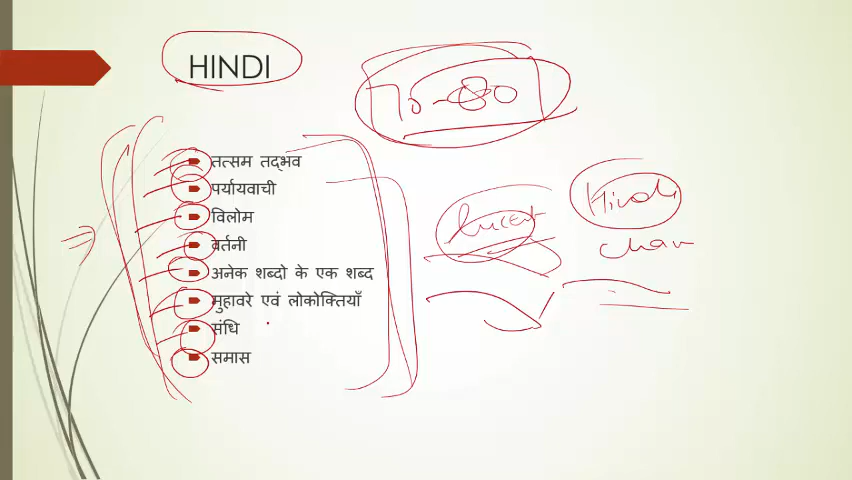 HINDI
70-80
तत्सम तद्भव
पर्यायवाची
विलोम
वर्तनी
अनेक शब्दो के एक शब्द
मुहावरे एवं लोकोक्तियाँ
संधि
समास
Lucent
Hindi